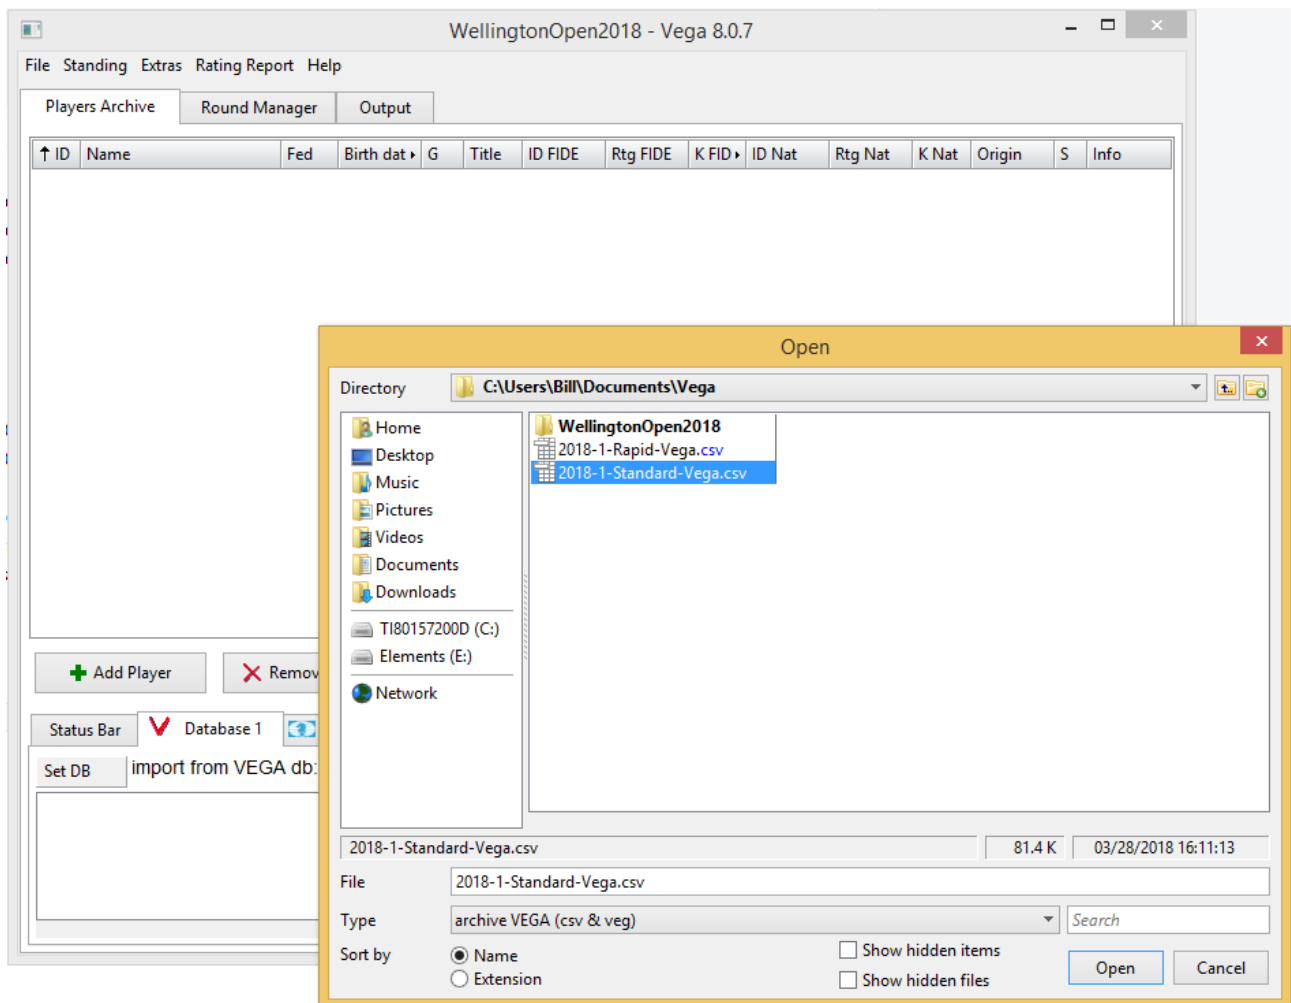 WellingtonOpen2018 - Vega 8.0.7
File Standing Extras Rating Report Help
Players Archive Round Manager Output
ID Name Fed Birth dat G Title ID FIDE Rtg FIDE K FID ID Nat Rtg Nat K Nat Origin S Info
Open
Directory C:\Users\Bill\Documents\Vega
Home
Desktop
Music
Pictures
Videos
Documents
Downloads
TI80157200D (C:)
Elements (E:)
Network
WellingtonOpen2018
2018-1-Rapid-Vega.csv
2018-1-Standard-Vega.csv
Add Player Remov
Status Bar Database 1
Set DB import from VEGA db:
2018-1-Standard-Vega.csv 81.4 K 03/28/2018 16:11:13
File 2018-1-Standard-Vega.csv
Type archive VEGA (csv & veg) Search
Sort by Name Show hidden items
Extension Show hidden files
Open Cancel